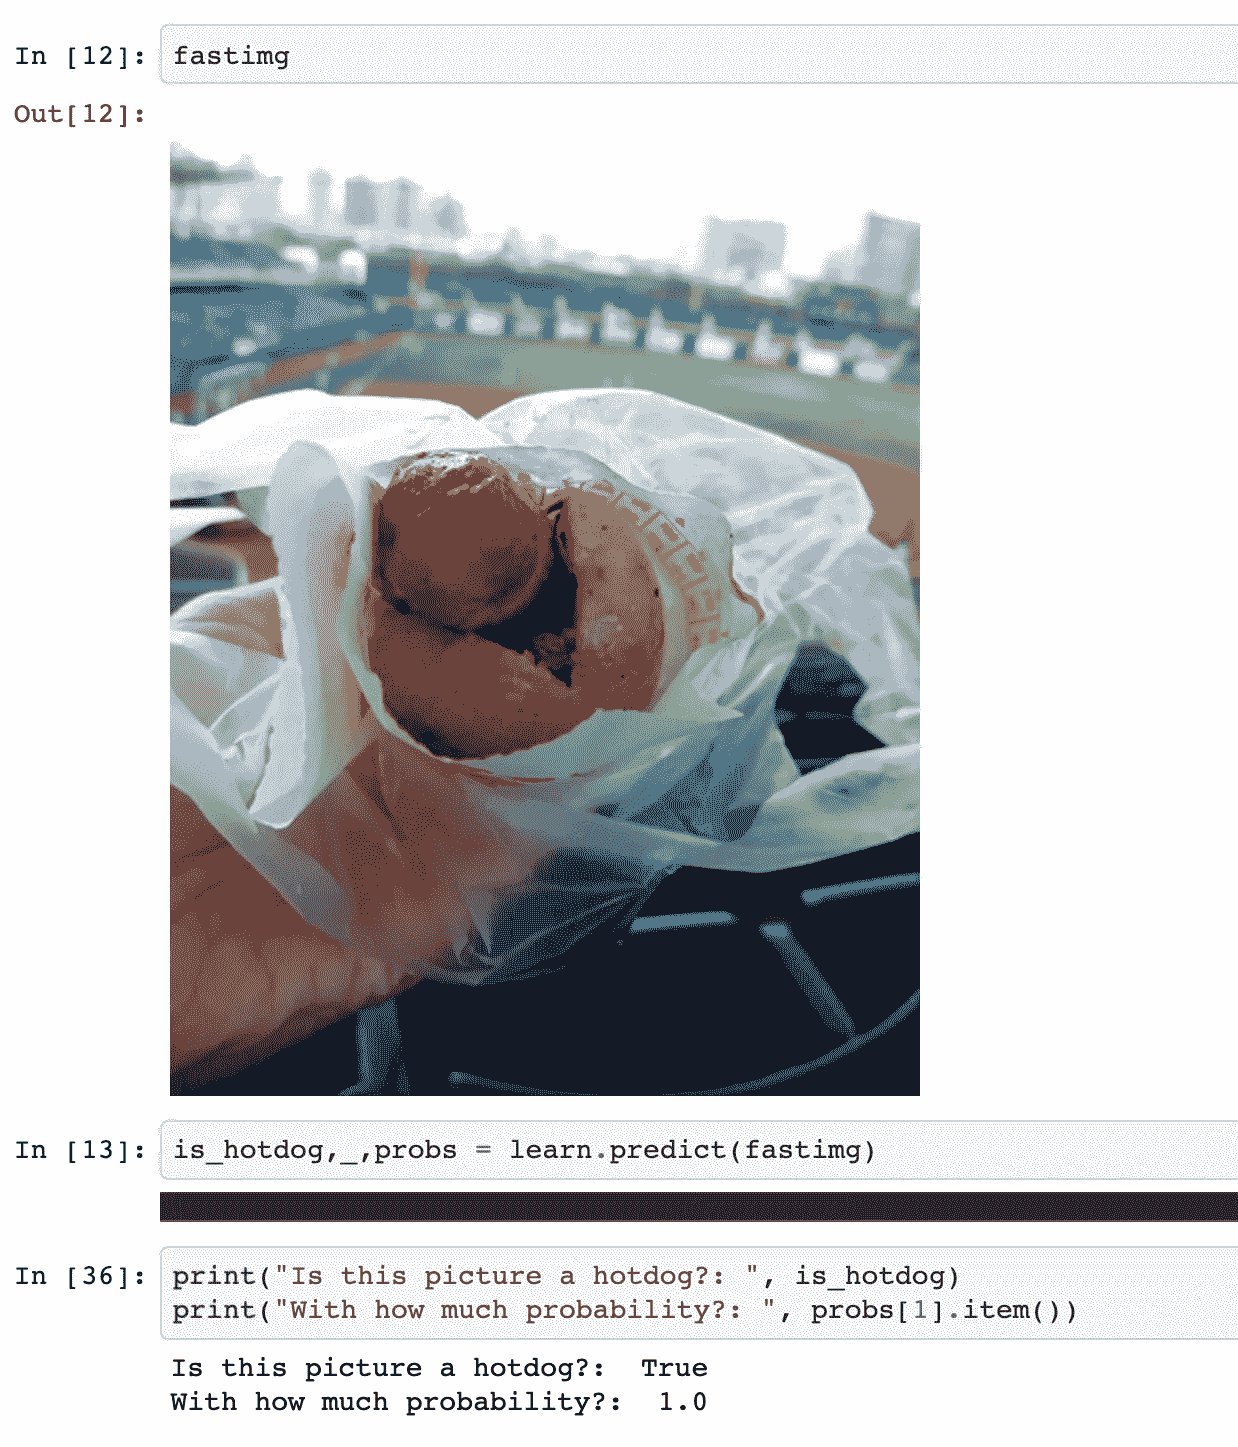 In [12]: fastimg
Out[12]:
In [13]: is_hotdog,_,probs = learn.predict(fastimg)
In [36]: print("Is this picture a hotdog?: ", is_hotdog)
print("With how much probability?: ", probs[1].item())
Is this picture a hotdog?:  True
With how much probability?:  1.0